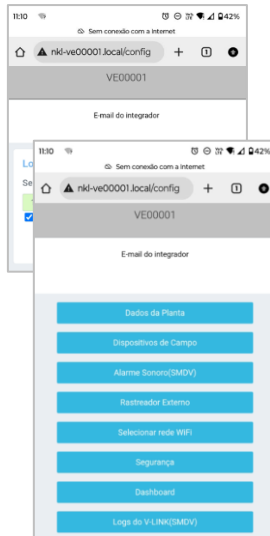 11:10
42%
Sem conexão com a Internet
nkl-ve00001.local/config
VE00001
E-mail do integrador
Lo
Se
11:10
42%
Sem conexão com a Internet
nkl-ve00001.local/config
VE00001
E-mail do integrador
Dados da Planta
Dispositivos de Campo
Alarme Sonoro(SMDV)
Rastreador Externo
Selecionar rede WiFi
Segurança
Dashboard
Logs do V-LINK(SMDV)